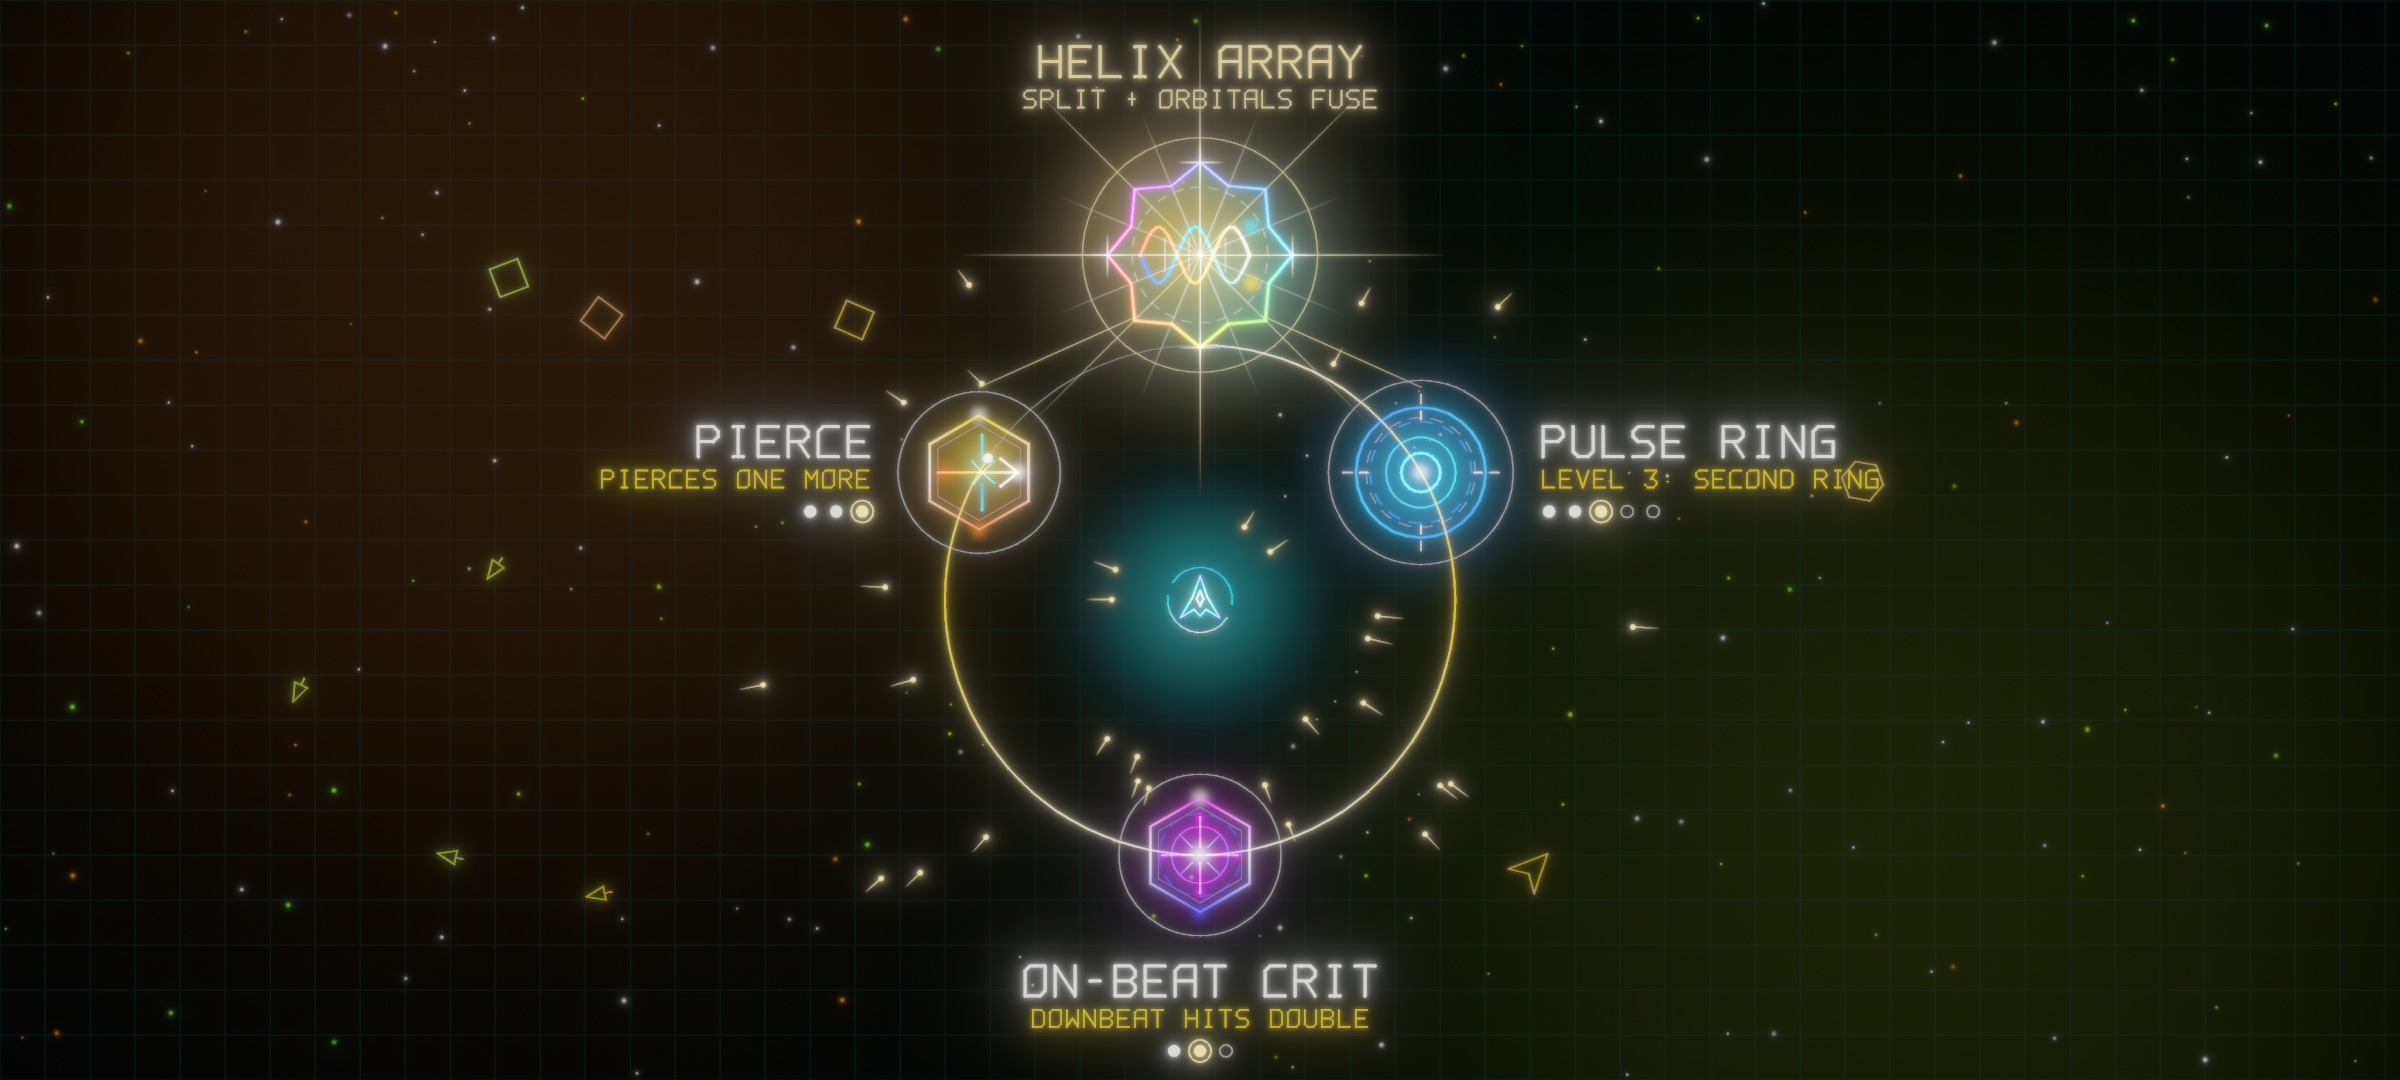 HELIX ARRAY
SPLIT + ORBITALS FUSE
PIERCE
PIERCES ONE MORE
PULSE RING
LEVEL 3: SECOND RING
ON-BEAT CRIT
DOWNBEAT HITS DOUBLE